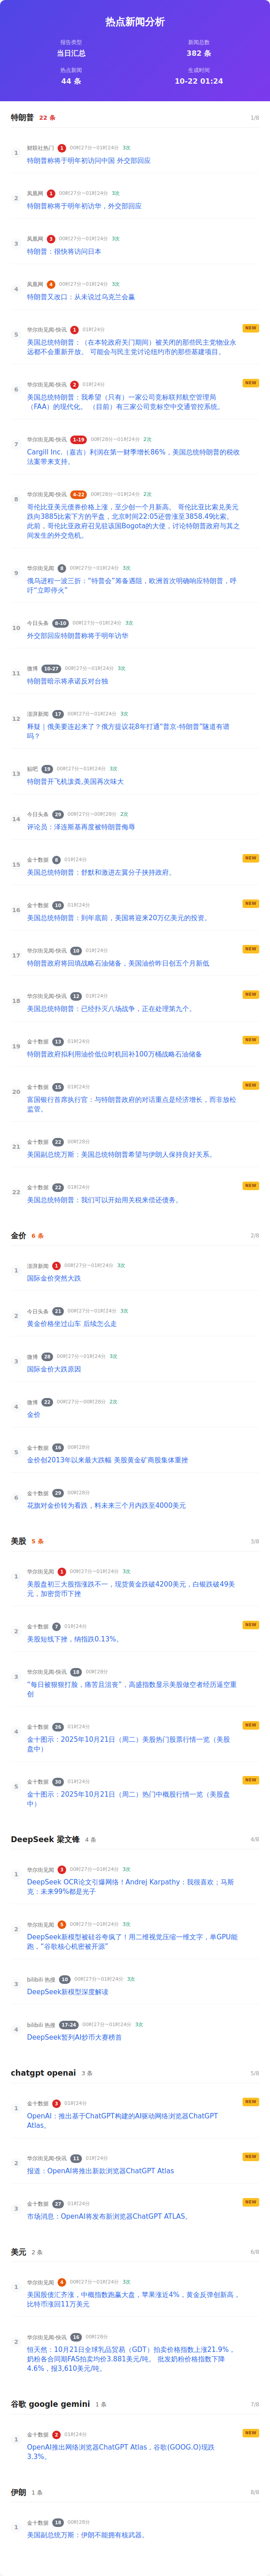 热点新闻分析
报告类型
当日汇总
新闻总数
382 条
热点新闻
44 条
生成时间
10-22 01:24
特朗普 22 条 1/8
1 财联社热门 1 00时27分~01时24分 3次
特朗普称将于明年初访问中国 外交部回应
2 凤凰网 1 00时27分~01时24分 3次
特朗普称将于明年初访华，外交部回应
3 凤凰网 3 00时27分~01时24分 3次
特朗普：很快将访问日本
4 凤凰网 4 00时27分~01时24分 3次
特朗普又改口：从未说过乌克兰会赢
5 华尔街见闻-快讯 1 01时24分 NEW
美国总统特朗普：（在本轮政府关门期间）被关闭的那些民主党物业永
远都不会重新开放。 可能会与民主党讨论纽约市的那些基建项目。
6 华尔街见闻-快讯 2 01时24分 NEW
美国总统特朗普：我希望（只有）一家公司竞标联邦航空管理局
（FAA）的现代化。 （目前）有三家公司竞标空中交通管控系统。
7 华尔街见闻-快讯 1-19 00时28分~01时24分 2次
Cargill Inc.（嘉吉）利润在第一财季增长86%，美国总统特朗普的税收
法案带来支持。
8 华尔街见闻-快讯 4-22 00时27分~01时24分 2次
哥伦比亚美元债券价格上涨，至少创一个月新高。 哥伦比亚比索兑美元
跌向3885比索下方的平盘，北京时间22:05还曾涨至3858.49比索。
此前，哥伦比亚政府召见驻该国Bogota的大使，讨论特朗普政府与其之
间发生的外交危机。
9 华尔街见闻 8 00时27分~01时24分 3次
俄乌进程一波三折：“特普会”筹备遇阻，欧洲首次明确响应特朗普，呼
吁“立即停火”
10 今日头条 8-10 00时27分~01时24分 3次
外交部回应特朗普称将于明年访华
11 微博 10-27 00时27分~01时24分 3次
特朗普暗示将承诺反对台独
12 澎湃新闻 17 00时27分~01时24分 3次
释疑｜俄美要连起来了？俄方提议花8年打通“普京-特朗普”隧道有谱
吗？
13 贴吧 19 00时27分~01时24分 3次
特朗普开飞机泼粪,美国再次味大
14 今日头条 29 00时27分~00时28分 2次
评论员：泽连斯基再度被特朗普侮辱
15 金十数据 8 01时24分 NEW
美国总统特朗普：舒默和激进左翼分子挟持政府。
16 金十数据 10 01时24分 NEW
美国总统特朗普：到年底前，美国将迎来20万亿美元的投资。
17 华尔街见闻-快讯 10 01时24分 NEW
特朗普政府将回填战略石油储备，美国油价昨日创五个月新低
18 华尔街见闻-快讯 12 01时24分 NEW
美国总统特朗普：已经扑灭八场战争，正在处理第九个。
19 金十数据 13 01时24分 NEW
特朗普政府拟利用油价低位时机回补100万桶战略石油储备
20 金十数据 15 01时24分 NEW
富国银行首席执行官：与特朗普政府的对话重点是经济增长，而非放松
监管。
21 金十数据 22 00时28分
美国副总统万斯：美国总统特朗普希望与伊朗人保持良好关系。
22 金十数据 22 01时24分 NEW
美国总统特朗普：我们可以开始用关税来偿还债务。
金价 6 条 2/8
1 澎湃新闻 1 00时27分~01时24分 3次
国际金价突然大跌
2 今日头条 21 00时27分~01时24分 3次
黄金价格坐过山车 后续怎么走
3 微博 28 00时27分~01时24分 3次
国际金价大跌原因
4 微博 22 00时27分~00时28分 2次
金价
5 金十数据 16 00时28分
金价创2013年以来最大跌幅 美股黄金矿商股集体重挫
6 金十数据 29 00时28分
花旗对金价转为看跌，料未来三个月内跌至4000美元
美股 5 条 3/8
1 华尔街见闻 1 00时27分~01时24分 3次
美股盘初三大股指涨跌不一，现货黄金跌破4200美元，白银跌破49美
元，加密货币下挫
2 金十数据 7 01时24分 NEW
美股短线下挫，纳指跌0.13%。
3 华尔街见闻-快讯 18 00时28分
“每日被狠狠打脸，痛苦且沮丧”，高盛指数显示美股做空者经历逼空重
创
4 金十数据 26 01时24分 NEW
金十图示：2025年10月21日（周二）美股热门股票行情一览（美股
盘中）
5 金十数据 30 01时24分 NEW
金十图示：2025年10月21日（周二）热门中概股行情一览（美股盘
中）
DeepSeek 梁文锋 4 条 4/8
1 华尔街见闻 3 00时27分~01时24分 3次
DeepSeek OCR论文引爆网络！Andrej Karpathy：我很喜欢；马斯
克：未来99%都是光子
2 华尔街见闻 5 00时27分~01时24分 3次
DeepSeek新模型被硅谷夸疯了！用二维视觉压缩一维文字，单GPU能
跑，“谷歌核心机密被开源”
3 bilibili 热搜 10 00时27分~01时24分 3次
DeepSeek新模型深度解读
4 bilibili 热搜 17-24 00时27分~01时24分 3次
DeepSeek暂列AI炒币大赛榜首
chatgpt openai 3 条 5/8
1 金十数据 3 01时24分 NEW
OpenAI：推出基于ChatGPT构建的AI驱动网络浏览器ChatGPT
Atlas。
2 华尔街见闻-快讯 11 01时24分 NEW
报道：OpenAI将推出新款浏览器ChatGPT Atlas
3 金十数据 27 01时24分 NEW
市场消息：OpenAI将发布新浏览器ChatGPT ATLAS。
美元 2 条 6/8
1 华尔街见闻 4 00时27分~01时24分 3次
美国股债汇齐涨，中概指数跑赢大盘，苹果涨近4%，黄金反弹创新高，
比特币涨回11万美元
2 华尔街见闻-快讯 18 00时28分
恒天然：10月21日全球乳品贸易（GDT）拍卖价格指数上涨21.9%，
奶粉各合同期FAS拍卖均价3.881美元/吨。 批发奶粉价格指数下降
4.6%，报3,610美元/吨。
谷歌 google gemini 1 条 7/8
1 金十数据 2 01时24分 NEW
OpenAI推出网络浏览器ChatGPT Atlas，谷歌(GOOG.O)现跌
3.3%。
伊朗 1 条 8/8
1 金十数据 18 00时28分
美国副总统万斯：伊朗不能拥有核武器。